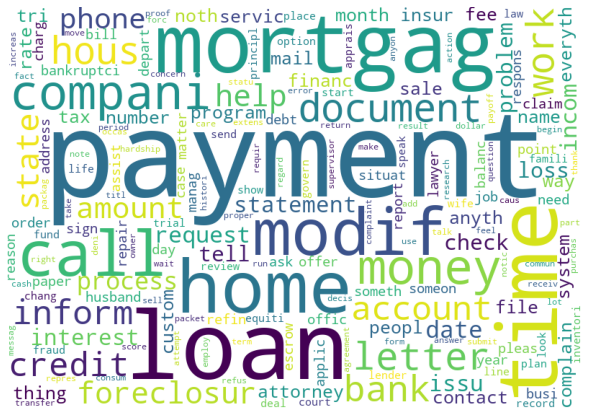 tri phone noth servic month insur fee place proof forc law option anyon
rate charg bill mortgag apprais action
hous move depart mail principl respons
increas bankruptci financ sale claim
fact compani help document problem work
tax number program debt start error concern statu name incom everyth
state address payment
period life note send requir return supervisor result make dollar payoff question begin
hardship care extens famili
amount assist case matter statement situat lawyer balanc point loss way
order sign manag histori show regard govern speak report job need
fund repair trial request modif check anyth wife system
reason call process tell money time
paper day review ask offer someth someon file
chang husband home account
inform custom refin equiti offic peopl date issu pleas complain
interest loan letter year
credit escrow applic bank contact busi record
thing foreclosur attorney
fraud score employ deal court refus agreement lender form answer submit plan look line
messag transfer consum repres attempt term packet decis sell wait run owner titl proper
cash right deni part thank purchas inventori lot receiv commun notic feel caus research complaint add talk use